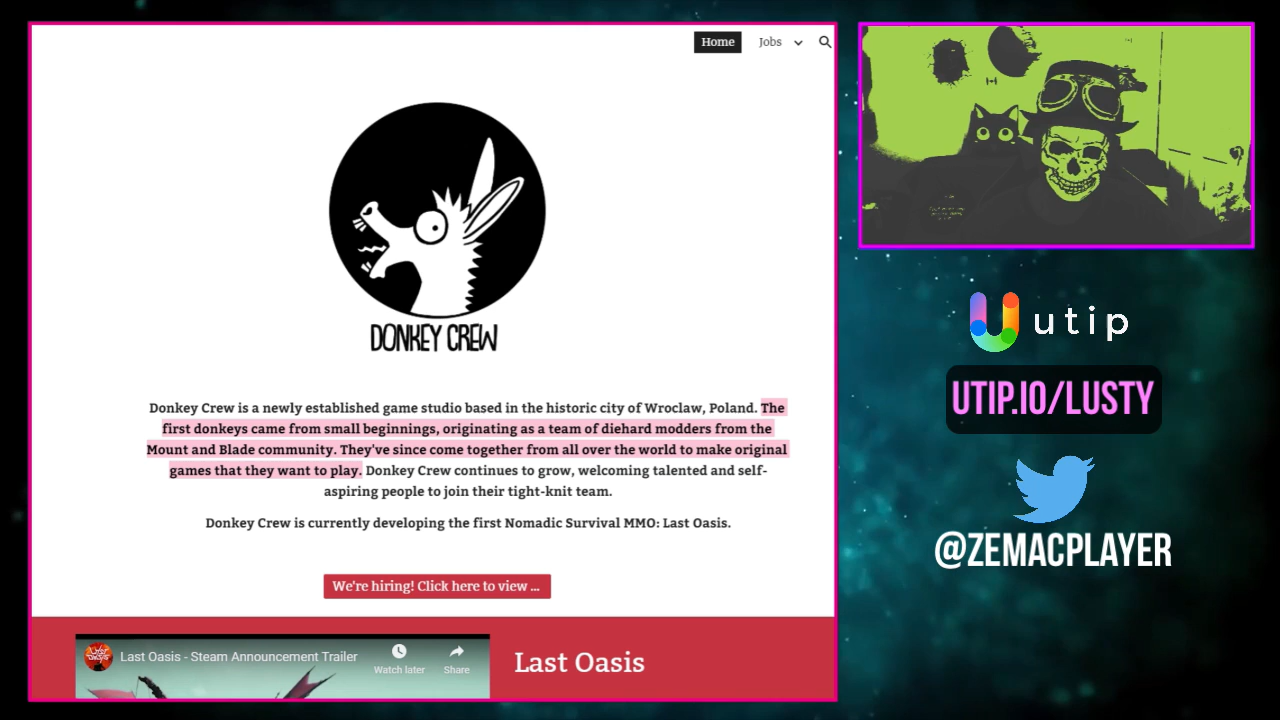 Home Jobs
DONKEY CREW
Donkey Crew is a newly established game studio based in the historic city of Wroclaw, Poland. The
first donkeys came from small beginnings, originating as a team of diehard modders from the
Mount and Blade community. They've since come together from all over the world to make original
games that they want to play. Donkey Crew continues to grow, welcoming talented and self-
aspiring people to join their tight-knit team.
Donkey Crew is currently developing the first Nomadic Survival MMO: Last Oasis.
We're hiring! Click here to view ...
Last Oasis - Steam Announcement Trailer
Watch later
Share
Last Oasis
utip
UTIP.IO/LUSTY
@ZEMACPLAYER